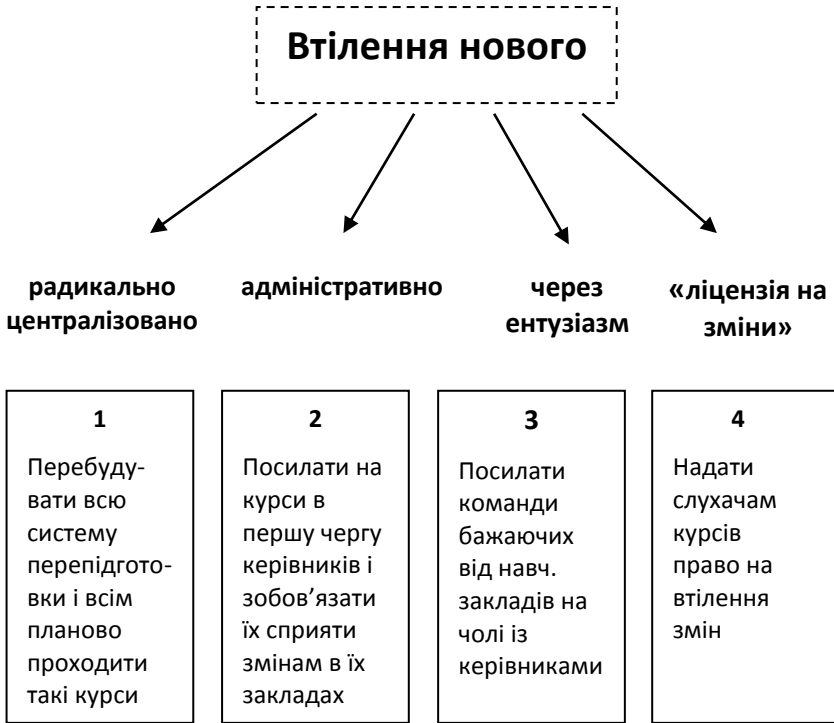 Втілення нового
радикально
централізовано
адміністративно
через
ентузіазм
«ліцензія на
зміни»
1
Перебуду-
вати всю
систему
перепідгото-
вки і всім
планово
проходити
такі курси
2
Посилати на
курси в
першу чергу
керівників і
зобов’язати
їх сприяти
змінам в їх
закладах
3
Посилати
команди
бажаючих
від навч.
закладів на
чолі із
керівниками
4
Надати
слухачам
курсів
право на
втілення
змін